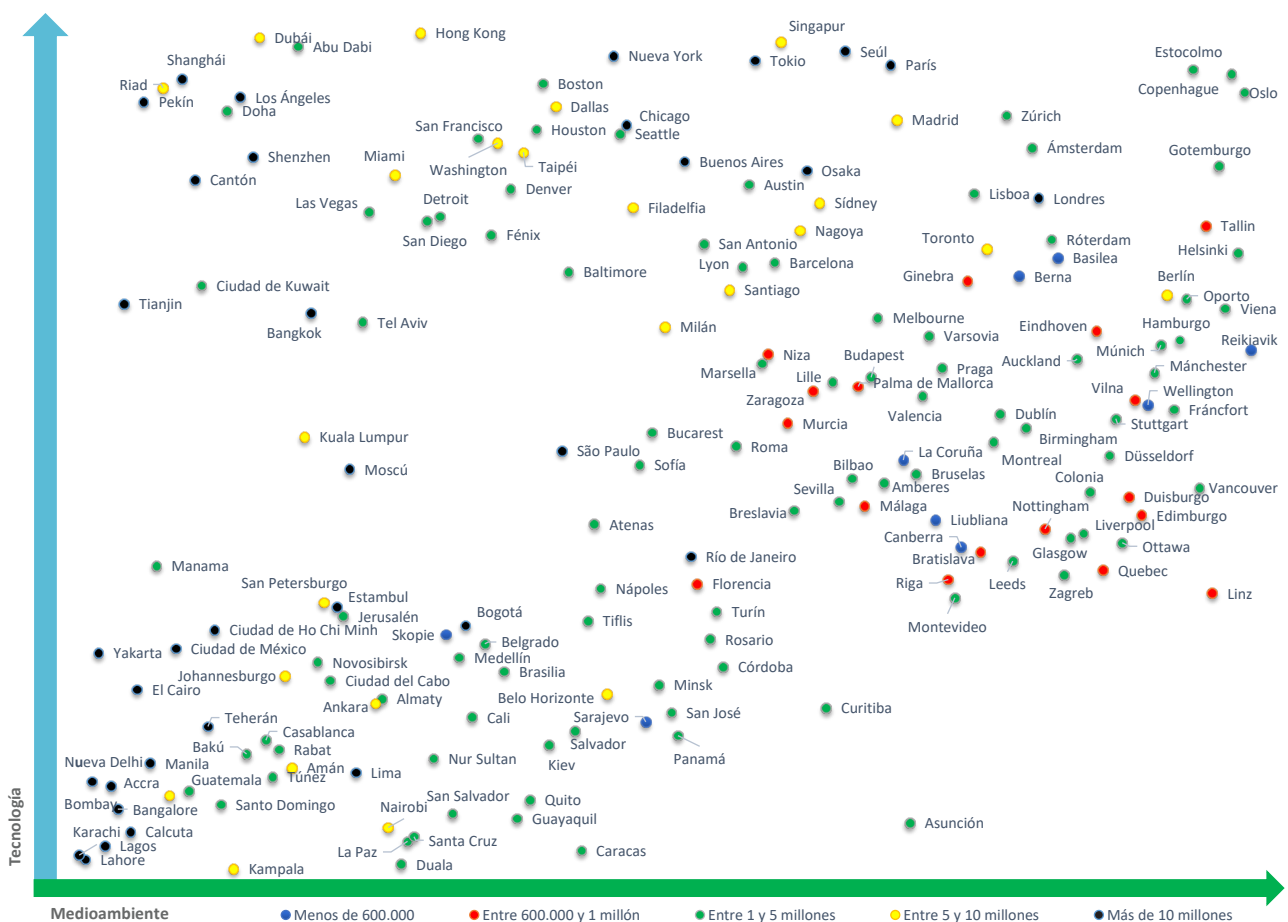 Singapur
Dubái
Hong Kong
Abu Dabi
Shanghái
Nueva York
Tokio
Seúl
París
Estocolmo
Riad
Pekín
Los Ángeles
Doha
Boston
Copenhague
Oslo
Dallas
Chicago
San Francisco
Houston
Seattle
Madrid
Zúrich
Ámsterdam
Shenzhen
Miami
Washington
Taipéi
Buenos Aires
Osaka
Gotemburgo
Cantón
Denver
Austin
Las Vegas
Detroit
Filadelfia
Sídney
Lisboa
Londres
San Diego
Fénix
Nagoya
Tallin
San Antonio
Toronto
Róterdam
Basilea
Helsinki
Lyon
Barcelona
Baltimore
Ginebra
Berna
Berlín
Ciudad de Kuwait
Santiago
Oporto
Tianjin
Bangkok
Tel Aviv
Milán
Melbourne
Viena
Varsovia
Eindhoven
Hamburgo
Reikjavik
Niza
Budapest
Auckland
Múnich
Marsella
Lille
Palma de Mallorca
Praga
Mánchester
Zaragoza
Valencia
Vilna
Wellington
Fráncfort
Murcia
Dublín
Stuttgart
Kuala Lumpur
Bucarest
Roma
Birmingham
São Paulo
La Coruña
Montreal
Düsseldorf
Moscú
Sofía
Bilbao
Bruselas
Amberes
Colonia
Vancouver
Sevilla
Málaga
Nottingham
Duisburgo
Breslavia
Edimburgo
Atenas
Liubliana
Liverpool
Canberra
Glasgow
Ottawa
Río de Janeiro
Bratislava
Manama
Leeds
Quebec
San Petersburgo
Nápoles
Florencia
Riga
Zagreb
Linz
Estambul
Jerusalén
Turín
Montevideo
Ciudad de Ho Chi Minh
Skopie
Bogotá
Tiflis
Belgrado
Rosario
Yakarta
Ciudad de México
Novosibirsk
Medellín
Córdoba
Johannesburgo
Ciudad del Cabo
Brasilia
El Cairo
Ankara
Almaty
Belo Horizonte
Minsk
Teherán
Cali
Sarajevo
San José
Curitiba
Casablanca
Bakú
Rabat
Salvador
Kiev
Panamá
Nueva Delhi
Manila
Amán
Túnez
Lima
Nur Sultan
Accra
Guatemala
Bombay
Bangalore
Santo Domingo
Nairobi
San Salvador
Quito
Guayaquil
Asunción
Karachi
Calcuta
Lagos
Lahore
La Paz
Santa Cruz
Caracas
Kampala
Duala
Tecnología
Medioambiente
Menos de 600.000
Entre 600.000 y 1 millón
Entre 1 y 5 millones
Entre 5 y 10 millones
Más de 10 millones